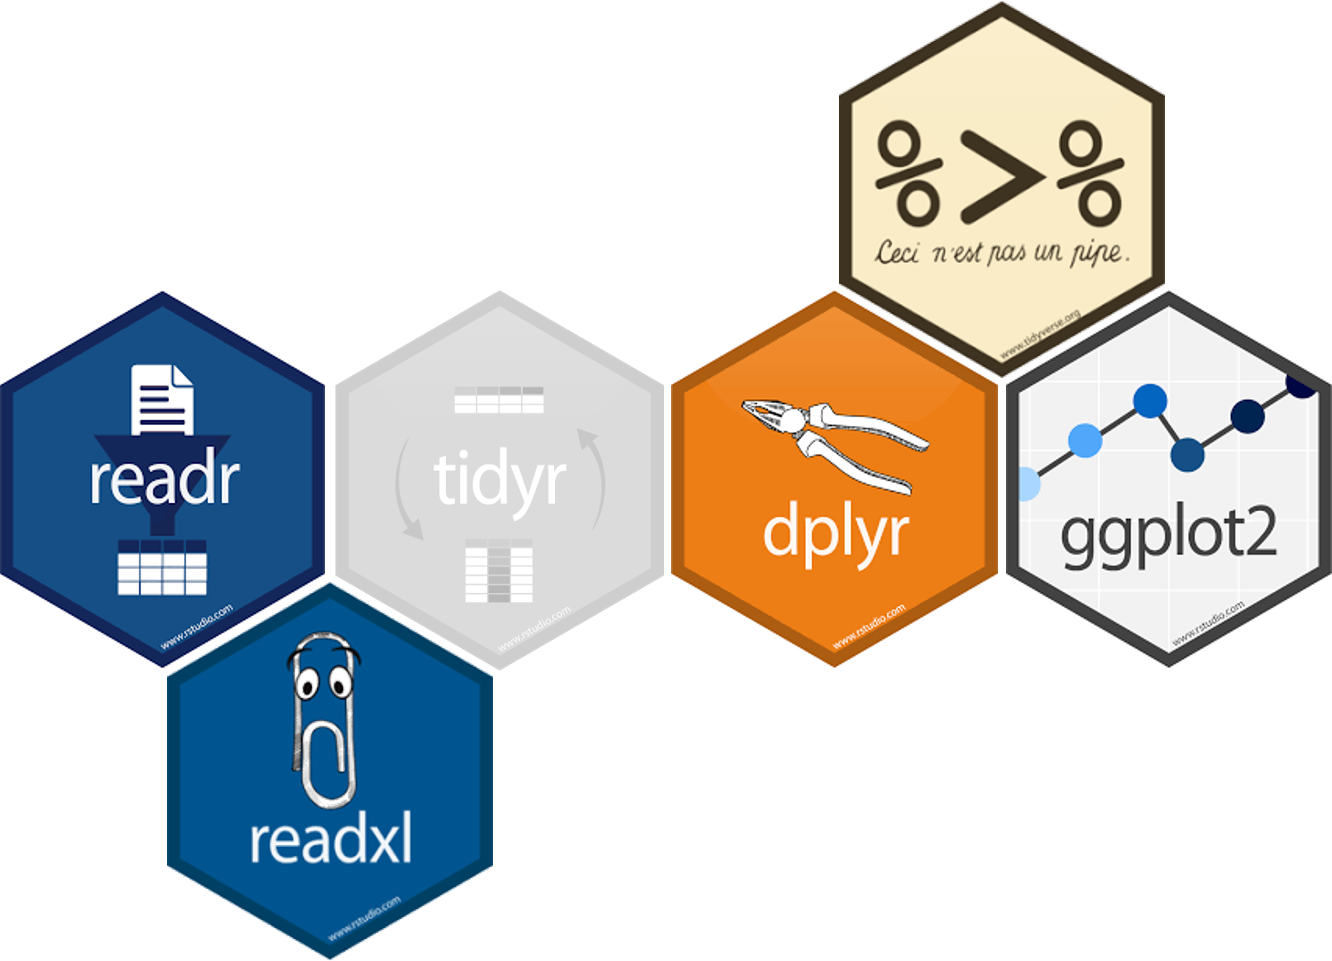 %>%
Ceci n'est pas un pipe.
www.tidyverse.org
readr
www.rstudio.com
tidyr
www.rstudio.com
dplyr
www.rstudio.com
ggplot2
www.rstudio.com
readxl
www.rstudio.com